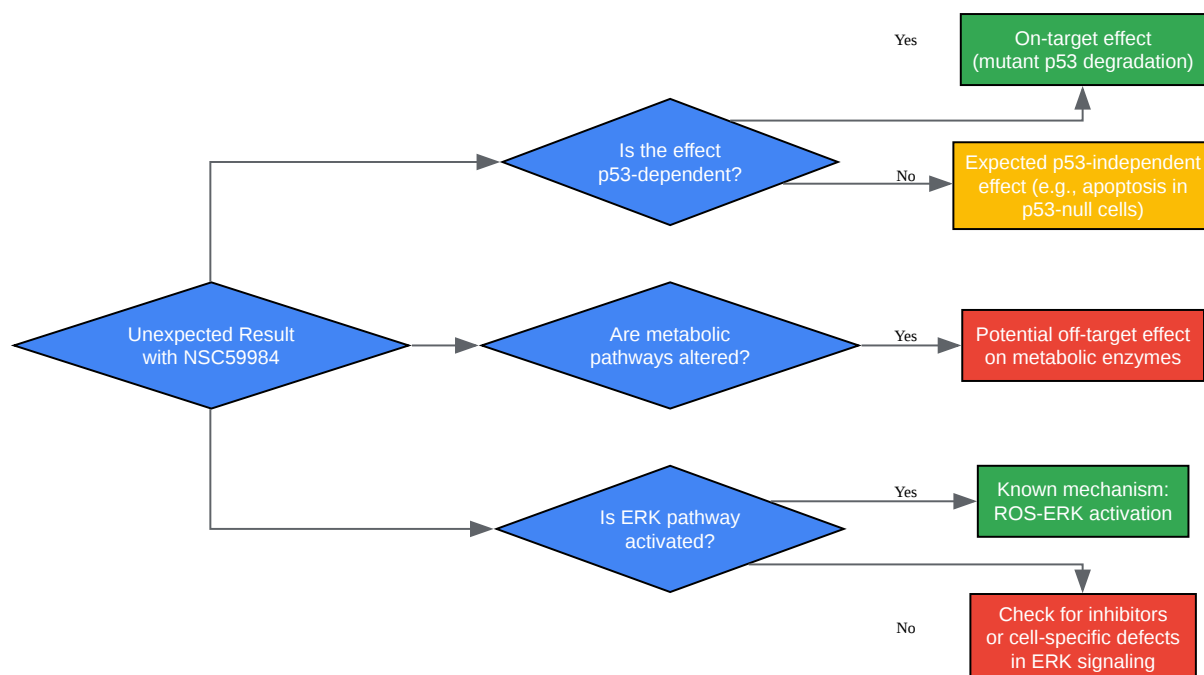 Yes
On-target effect
(mutant p53 degradation)
Is the effect
p53-dependent?
No
Expected p53-independent
effect (e.g., apoptosis in
p53-null cells)
Unexpected Result
with NSC59984
Are metabolic
pathways altered?
Yes
Potential off-target effect
on metabolic enzymes
Is ERK pathway
activated?
Yes
Known mechanism:
ROS-ERK activation
No
Check for inhibitors
or cell-specific defects
in ERK signaling